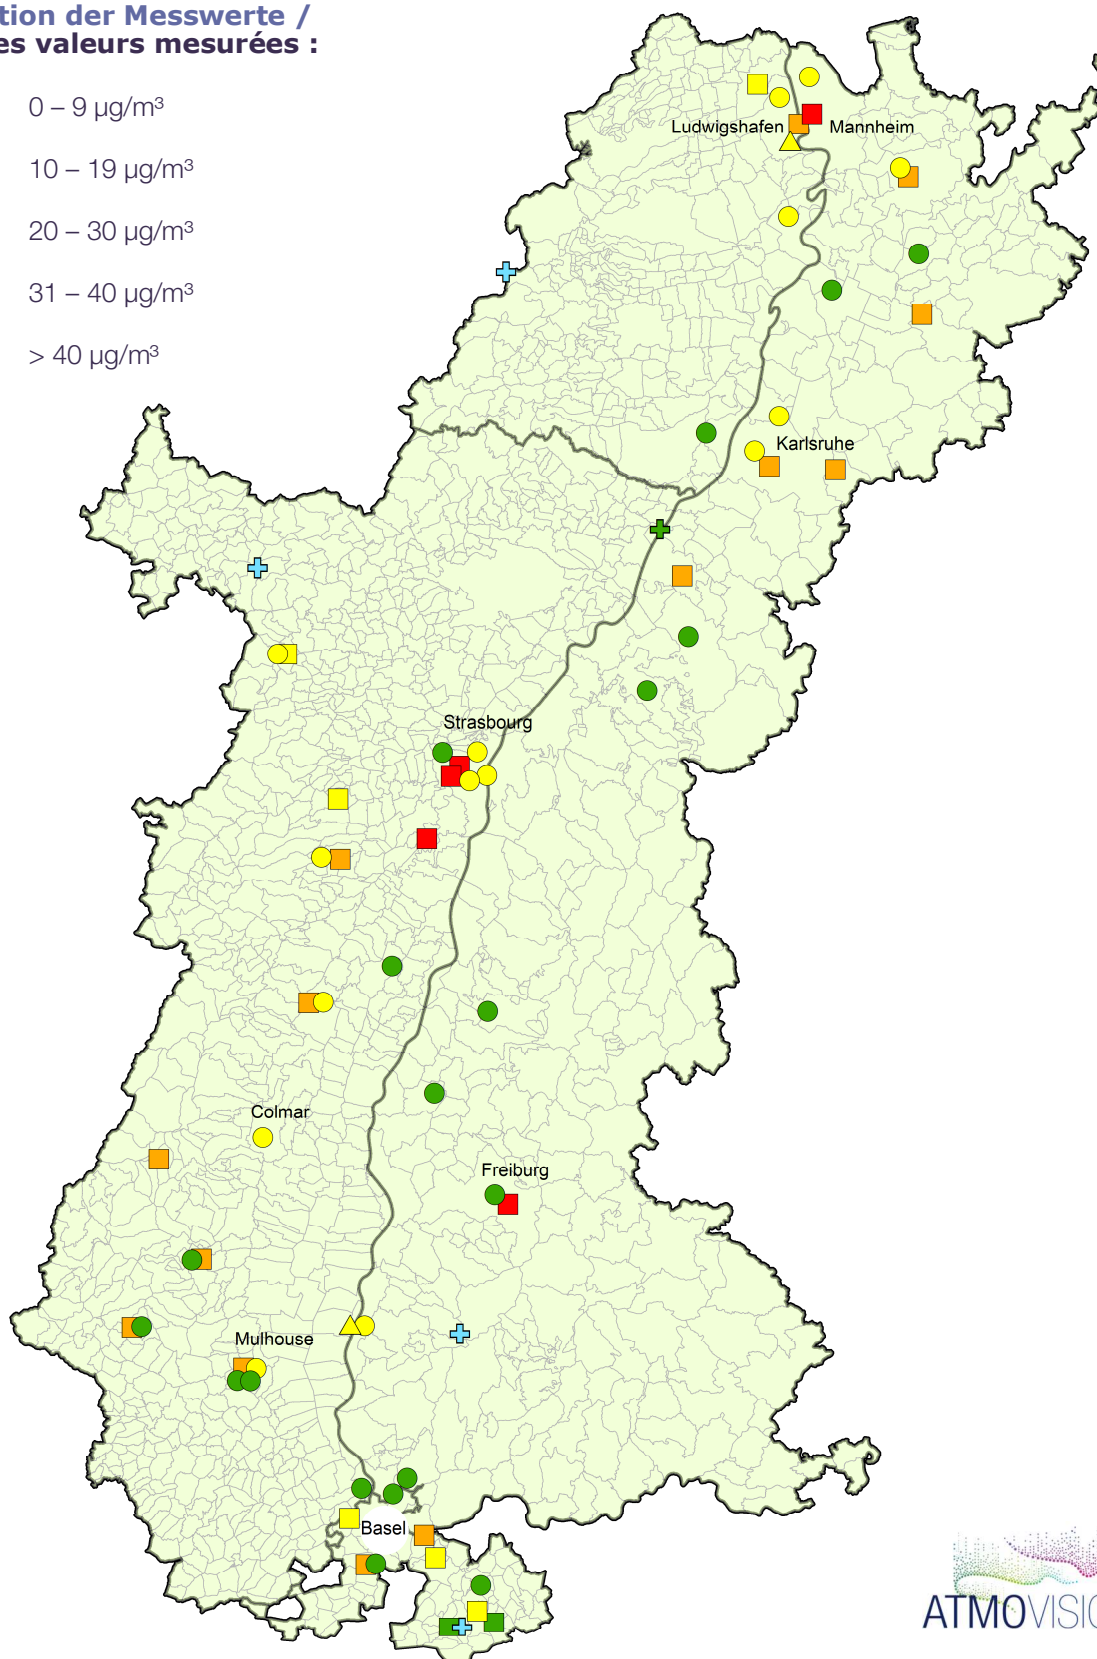 tion der Messwerte /
es valeurs mesurées :
0 – 9 µg/m³
10 – 19 µg/m³
20 – 30 µg/m³
31 – 40 µg/m³
> 40 µg/m³
Ludwigshafen
Mannheim
Karlsruhe
Strasbourg
Colmar
Freiburg
Mulhouse
Basel
ATMOVISIO